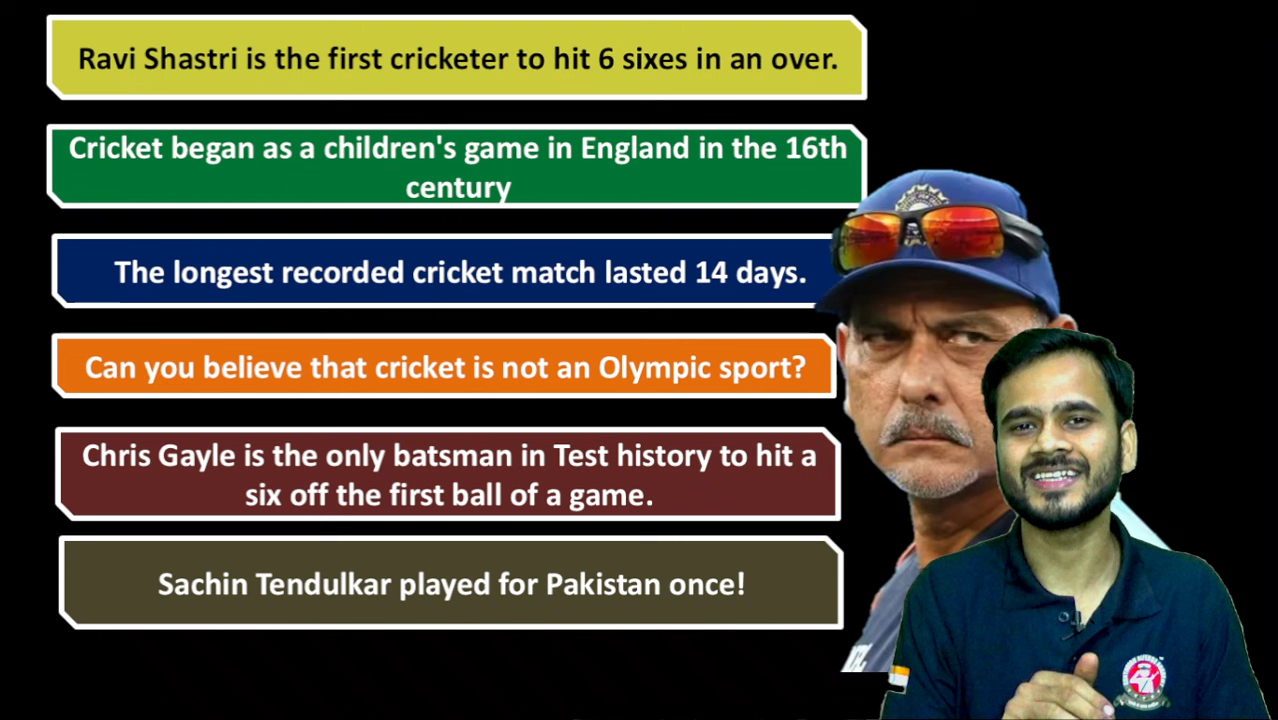 Ravi Shastri is the first cricketer to hit 6 sixes in an over.
Cricket began as a children's game in England in the 16th
century
The longest recorded cricket match lasted 14 days.
Can you believe that cricket is not an Olympic sport?
Chris Gayle is the only batsman in Test history to hit a
six off the first ball of a game.
Sachin Tendulkar played for Pakistan once!